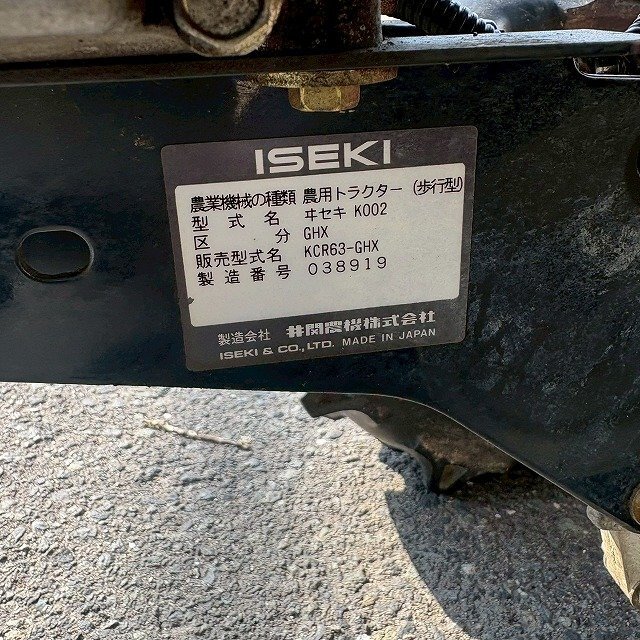 ISEKI
農業機械の種類 農用トラクター (歩行型)
型式名 ヰセキ K002
区分 GHX
販売型式名 KCR63-GHX
製造番号 038919
製造会社 井関農機株式会社
ISEKI & CO., LTD. MADE IN JAPAN